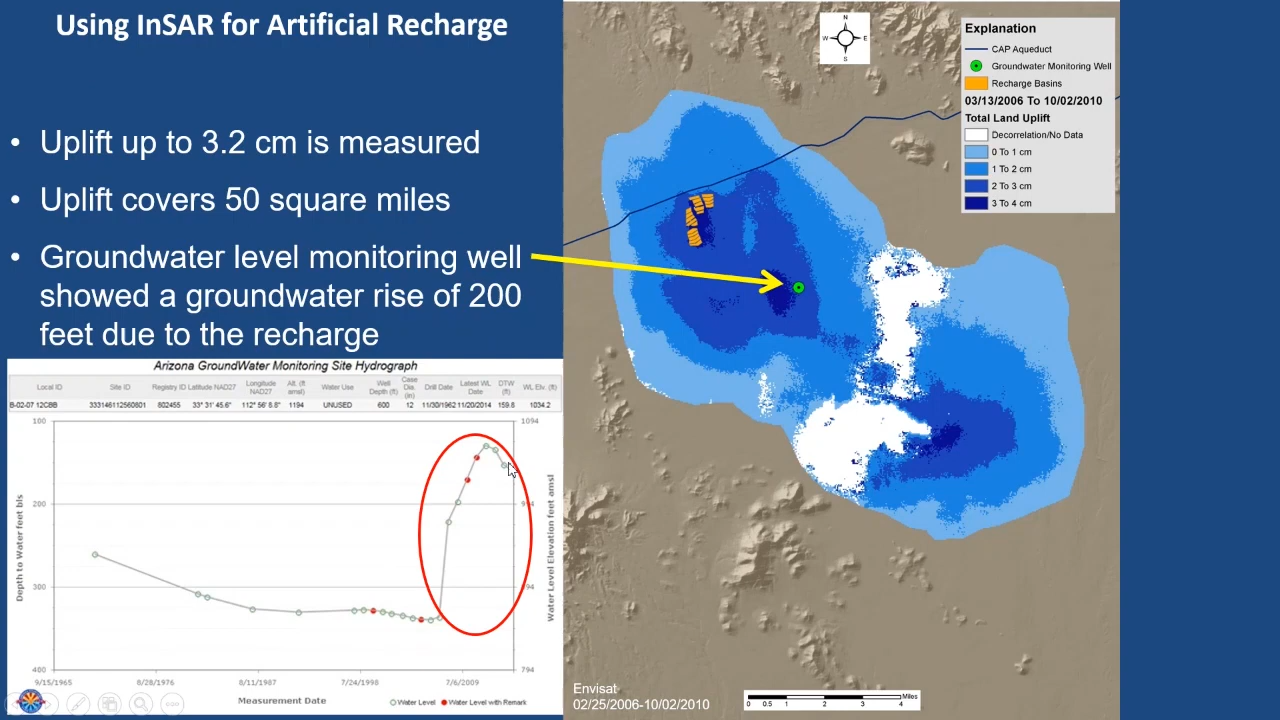 Using InSAR for Artificial Recharge
• Uplift up to 3.2 cm is measured
• Uplift covers 50 square miles
• Groundwater level monitoring well
showed a groundwater rise of 200
feet due to the recharge
Arizona GroundWater Monitoring Site Hydrograph
Local ID Site ID Registry ID Latitude NAD27 Longitude NAD27 Alt. (ft amsl) Water Use Well Depth (ft) Case Dia. (in) Drill Date Latest WL Date DTW (ft) WL Elv. (ft)
B-02-07 12CBB 333146112560801 802455 33° 31' 45.6" 112° 56' 8.8" 1194 UNUSED 600 12 11/30/1962 11/20/2014 159.8 1034.2
Depth to Water feet bls
100
200
300
400
1094
794
Water Level Elevation feet amsl
9/15/1965 8/28/1976 8/11/1987 7/24/1998 7/6/2009
Measurement Date
Water Level Water Level with Remark
N
W E
S
Explanation
CAP Aqueduct
Groundwater Monitoring Well
Recharge Basins
03/13/2006 To 10/02/2010
Total Land Uplift
Decorrelation/No Data
0 To 1 cm
1 To 2 cm
2 To 3 cm
3 To 4 cm
Envisat
02/25/2006-10/02/2010
Miles
0 0.5 1 2 3 4